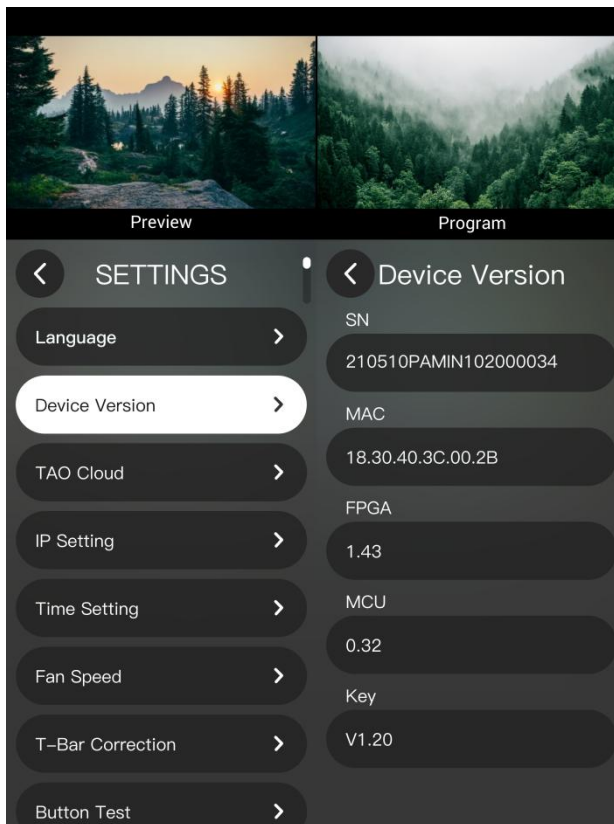 Preview
Program
SETTINGS
Language
Device Version
TAO Cloud
IP Setting
Time Setting
Fan Speed
T-Bar Correction
Button Test
Device Version
SN
210510PAMIN102000034
MAC
18.30.40.3C.00.2B
FPGA
1.43
MCU
0.32
Key
V1.20